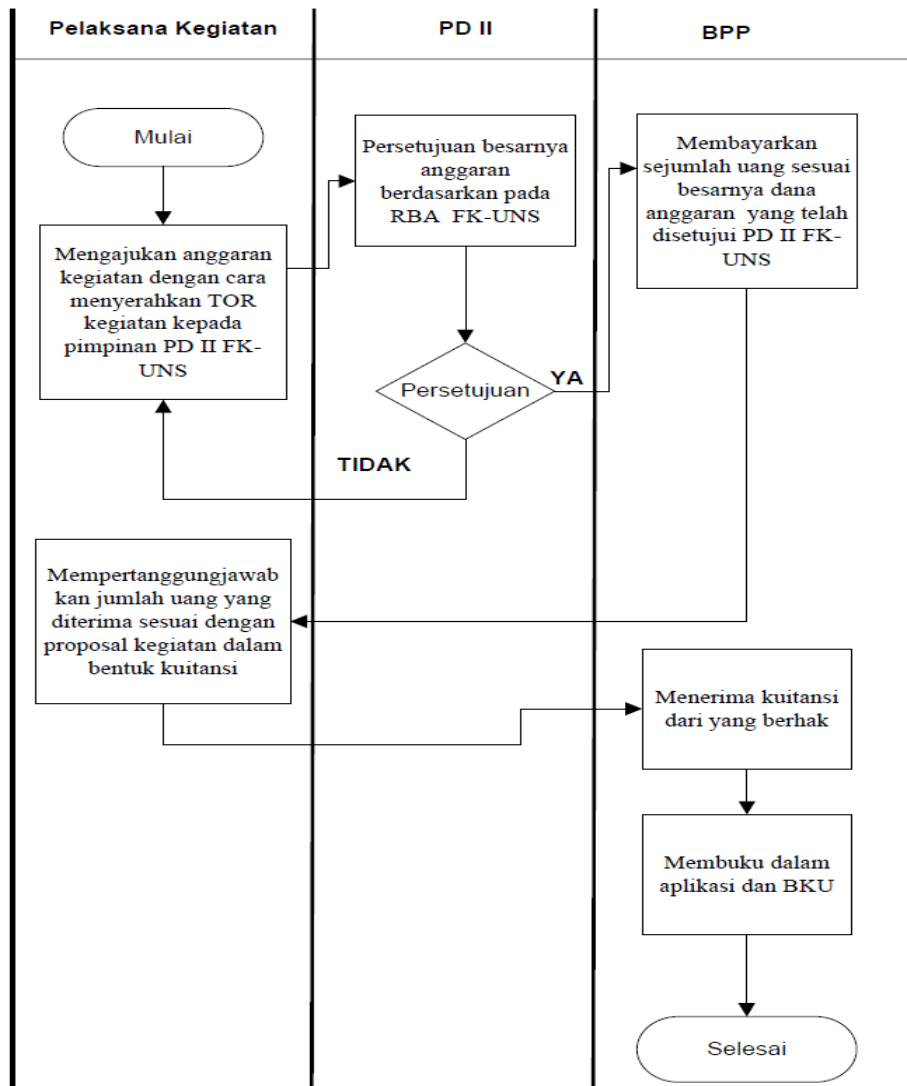 Pelaksana Kegiatan
PD II
BPP
Mulai
Mengajukan anggaran
kegiatan dengan cara
menyerahkan TOR
kegiatan kepada
pimpinan PD II FK-
UNS
Persetujuan besarnya
anggaran
berdasarkan pada
RBA FK-UNS
Persetujuan
YA
TIDAK
Membayarkan
sejumlah uang sesuai
besarnya dana
anggaran yang telah
disetujui PD II FK-
UNS
Mempertanggungjawab
kan jumlah uang yang
diterima sesuai dengan
proposal kegiatan dalam
bentuk kuitansi
Menerima kuitansi
dari yang berhak
Membuku dalam
aplikasi dan BKU
Selesai